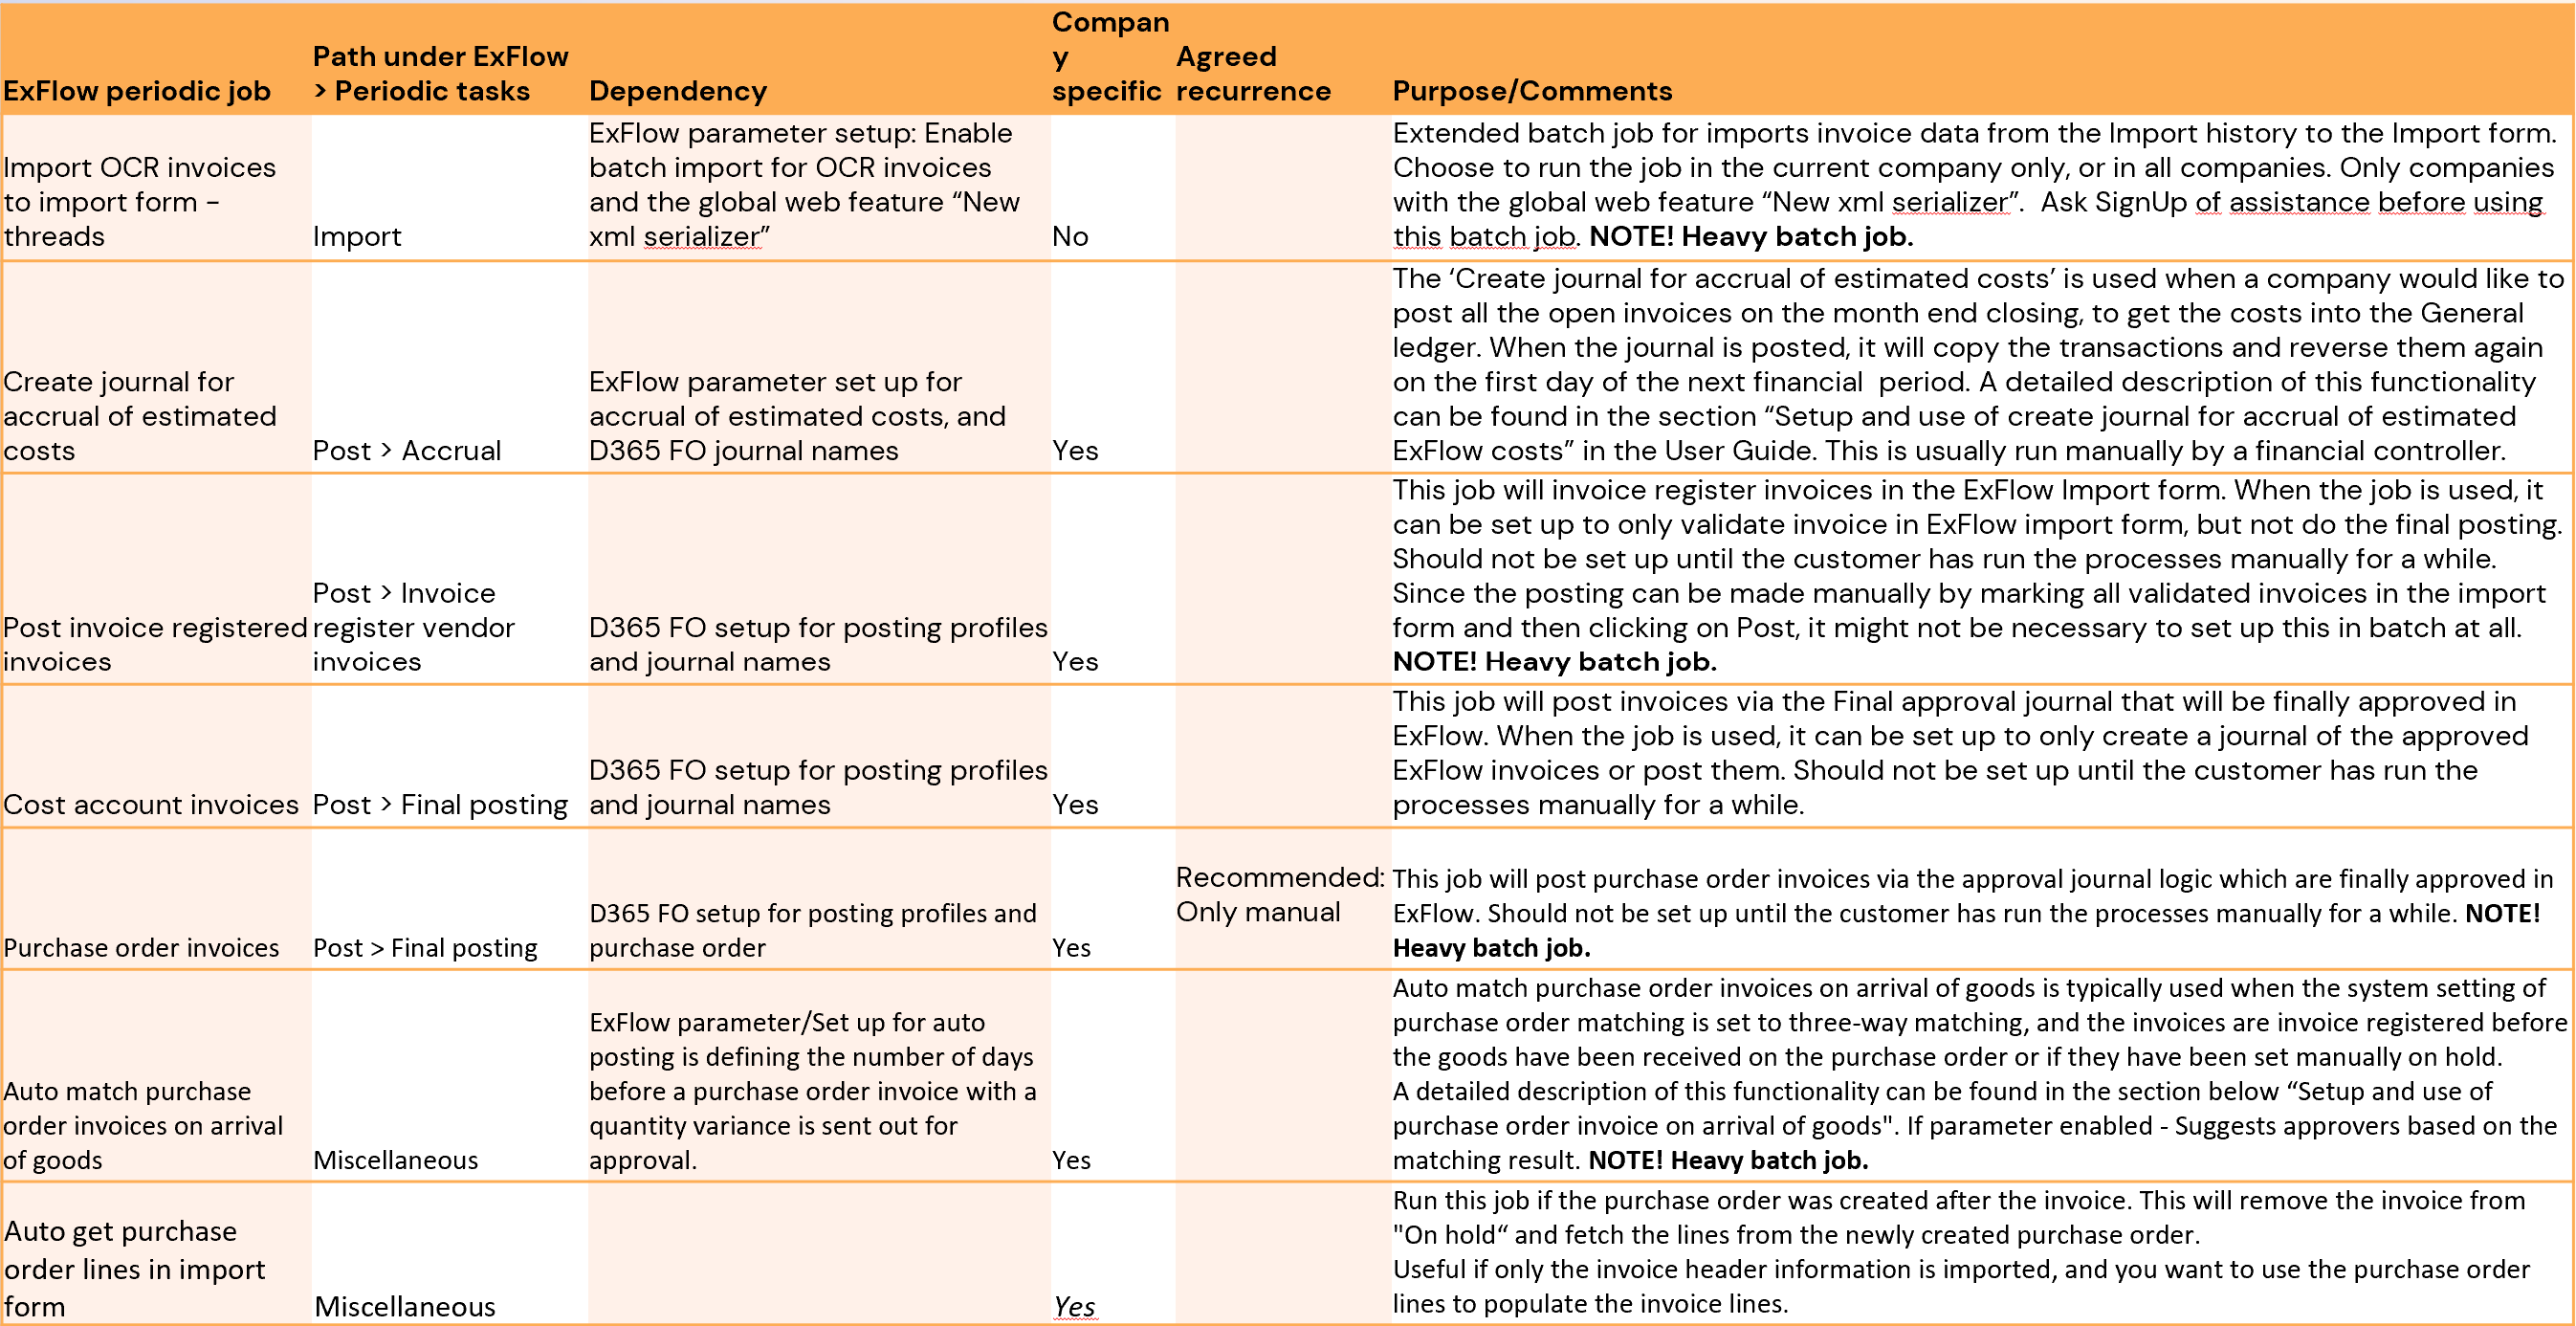 ExFlow periodic job
Path under ExFlow
> Periodic tasks
Dependency
Compan
y
specific
Agreed
recurrence
Purpose/Comments
Import OCR invoices
to import form -
threads
Import
ExFlow parameter setup: Enable
batch import for OCR invoices
and the global web feature “New
xml serializer”
No
Extended batch job for imports invoice data from the Import history to the Import form.
Choose to run the job in the current company only, or in all companies. Only companies
with the global web feature “New xml serializer”.  Ask SignUp of assistance before using
this batch job. NOTE! Heavy batch job.
Create journal for
accrual of estimated
costs
Post > Accrual
ExFlow parameter set up for
accrual of estimated costs, and
D365 FO journal names
Yes
The ‘Create journal for accrual of estimated costs’ is used when a company would like to
post all the open invoices on the month end closing, to get the costs into the General
ledger. When the journal is posted, it will copy the transactions and reverse them again
on the first day of the next financial  period. A detailed description of this functionality
can be found in the section “Setup and use of create journal for accrual of estimated
ExFlow costs” in the User Guide. This is usually run manually by a financial controller.
Post invoice registered
invoices
Post > Invoice
register vendor
invoices
D365 FO setup for posting profiles
and journal names
Yes
This job will invoice register invoices in the ExFlow Import form. When the job is used, it
can be set up to only validate invoice in ExFlow import form, but not do the final posting.
Should not be set up until the customer has run the processes manually for a while.
Since the posting can be made manually by marking all validated invoices in the import
form and then clicking on Post, it might not be necessary to set up this in batch at all.
NOTE! Heavy batch job.
Cost account invoices
Post > Final posting
D365 FO setup for posting profiles
and journal names
Yes
This job will post invoices via the Final approval journal that will be finally approved in
ExFlow. When the job is used, it can be set up to only create a journal of the approved
ExFlow invoices or post them. Should not be set up until the customer has run the
processes manually for a while.
Purchase order invoices
Post > Final posting
D365 FO setup for posting profiles and
purchase order
Yes
Recommended:
Only manual
This job will post purchase order invoices via the approval journal logic which are finally approved in
ExFlow. Should not be set up until the customer has run the processes manually for a while. NOTE!
Heavy batch job.
Auto match purchase
order invoices on arrival
of goods
Miscellaneous
ExFlow parameter/Set up for auto
posting is defining the number of days
before a purchase order invoice with a
quantity variance is sent out for
approval.
Yes
Auto match purchase order invoices on arrival of goods is typically used when the system setting of
purchase order matching is set to three-way matching, and the invoices are invoice registered before
the goods have been received on the purchase order or if they have been set manually on hold.
A detailed description of this functionality can be found in the section below “Setup and use of
purchase order invoice on arrival of goods". If parameter enabled - Suggests approvers based on the
matching result. NOTE! Heavy batch job.
Auto get purchase
order lines in import
form
Miscellaneous
Yes
Run this job if the purchase order was created after the invoice. This will remove the invoice from
"On hold“ and fetch the lines from the newly created purchase order.
Useful if only the invoice header information is imported, and you want to use the purchase order
lines to populate the invoice lines.